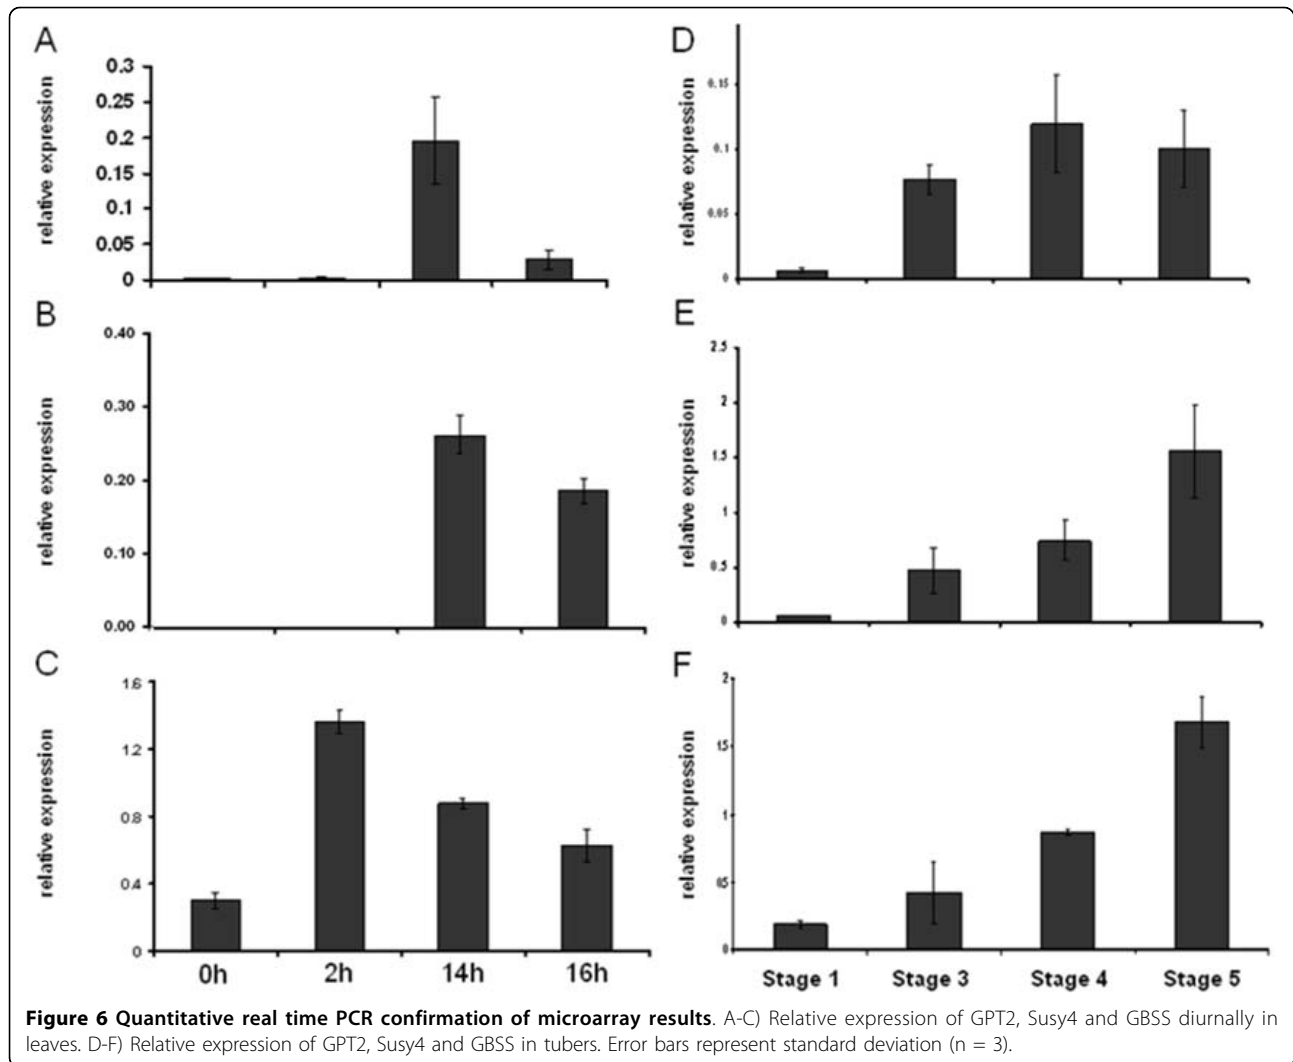 A
relative expression
0.3
0.25
0.2
0.15
0.1
0.05
0
B
relative expression
0.40
0.30
0.20
0.10
0.00
C
relative expression
1.6
1.2
0.8
0.4
0
0h 2h 14h 16h
D
relative expression
0.15
0.1
0.05
0
E
relative expression
2.5
2
1.5
1
0.5
0
F
relative expression
2
1.5
1
0.5
0
Stage 1 Stage 3 Stage 4 Stage 5
Figure 6 Quantitative real time PCR confirmation of microarray results. A-C) Relative expression of GPT2, Susy4 and GBSS diurnally in
leaves. D-F) Relative expression of GPT2, Susy4 and GBSS in tubers. Error bars represent standard deviation (n = 3).